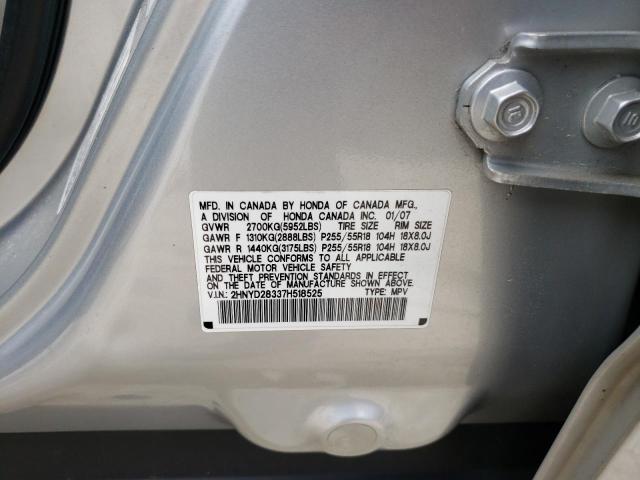 MFD. IN CANADA BY HONDA OF CANADA MFG.,
A DIVISION OF HONDA CANADA INC. 01/07
GVWR 2700KG(5952LBS) TIRE SIZE RIM SIZE
GAWR F 1310KG(2888LBS) P255/55R18 104H 18X8.0J
GAWR R 1440KG(3175LBS) P255/55R18 104H 18X8.0J
THIS VEHICLE CONFORMS TO ALL APPLICABLE
FEDERAL MOTOR VEHICLE SAFETY
AND THEFT PREVENTION STANDARDS IN EFFECT
ON THE DATE OF MANUFACTURE SHOWN ABOVE.
V.I.N.: 2HNYD28337H518525 TYPE: MPV